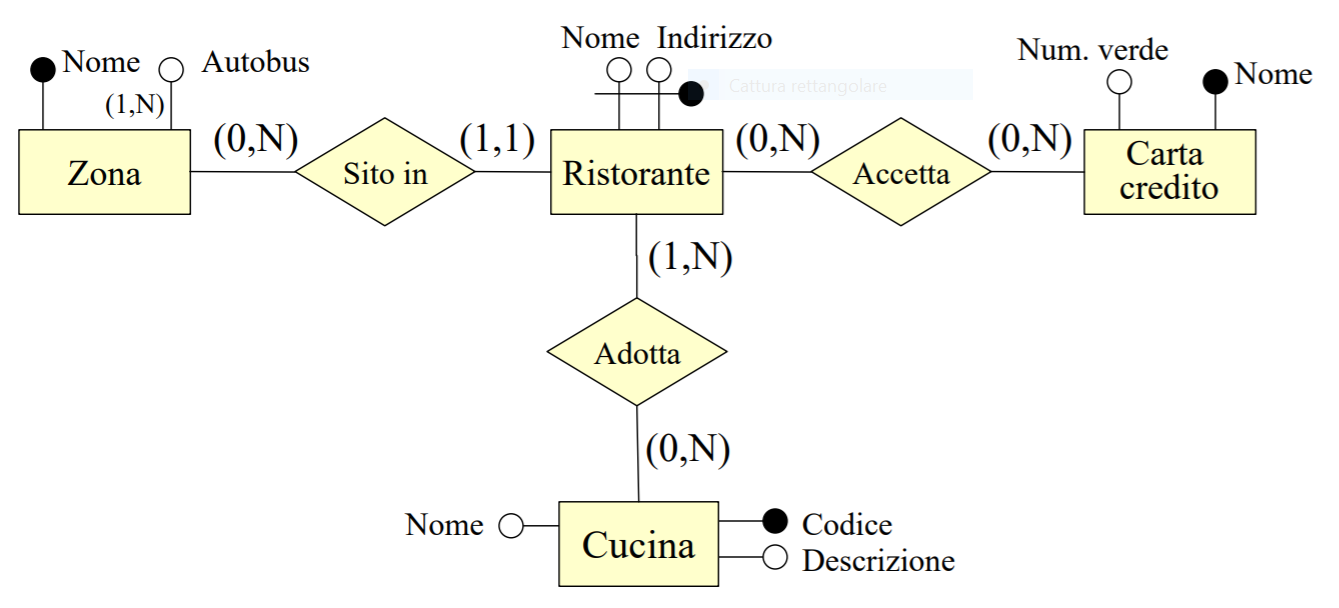 Nome Indirizzo
Nome Autobus
Num. verde
Nome
Cattura rettangolare
(1,N)
(0,N)
(1,1)
(0,N)
(0,N)
Zona
Sito in
Ristorante
Accetta
Carta
credito
(1,N)
Adotta
(0,N)
Nome
Cucina
Codice
Descrizione